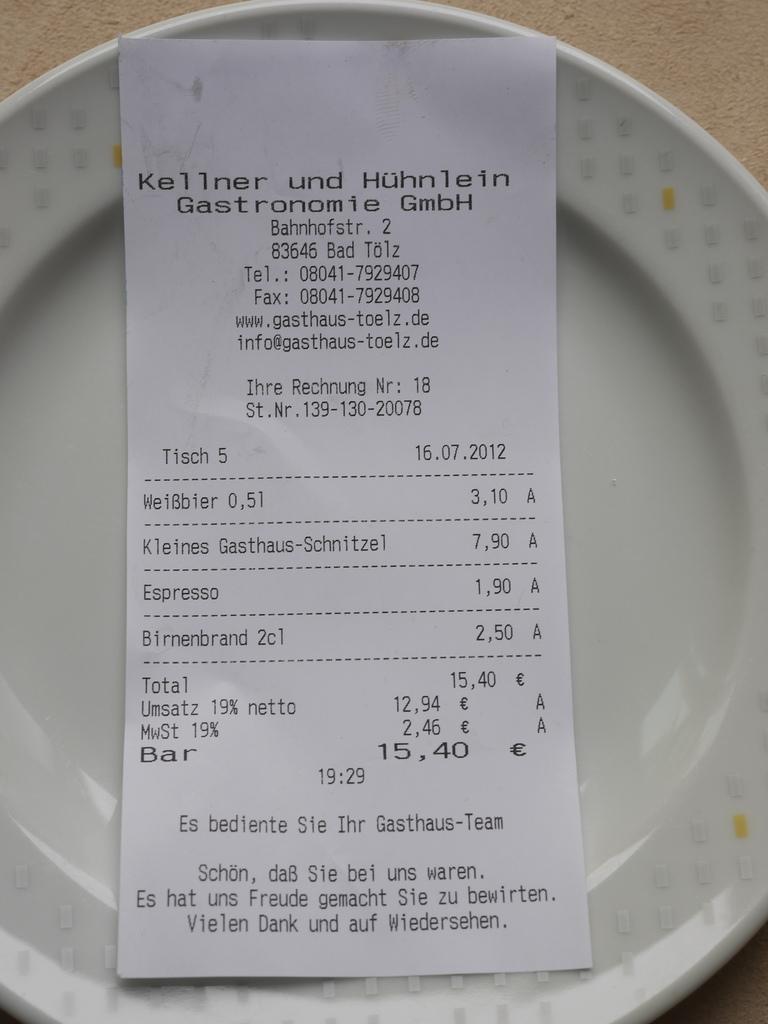 Kellner und Hühnlein
Gastronomie GmbH
Bahnhofstr. 2
83646 Bad Tölz
Tel.: 08041-7929407
Fax: 08041-7929408
www.gasthaus-toelz.de
info@gasthaus-toelz.de
Ihre Rechnung Nr: 18
St.Nr.139-130-20078
Tisch 5 16.07.2012
Weißbier 0,5l 3,10 A
Kleines Gasthaus-Schnitzel 7,90 A
Espresso 1,90 A
Birnenbrand 2cl 2,50 A
Total 15,40 €
Umsatz 19% netto 12,94 € A
MwSt 19% 2,46 € A
Bar 15,40 €
19:29
Es bediente Sie Ihr Gasthaus-Team
Schön, daß Sie bei uns waren.
Es hat uns Freude gemacht Sie zu bewirten.
Vielen Dank und auf Wiedersehen.